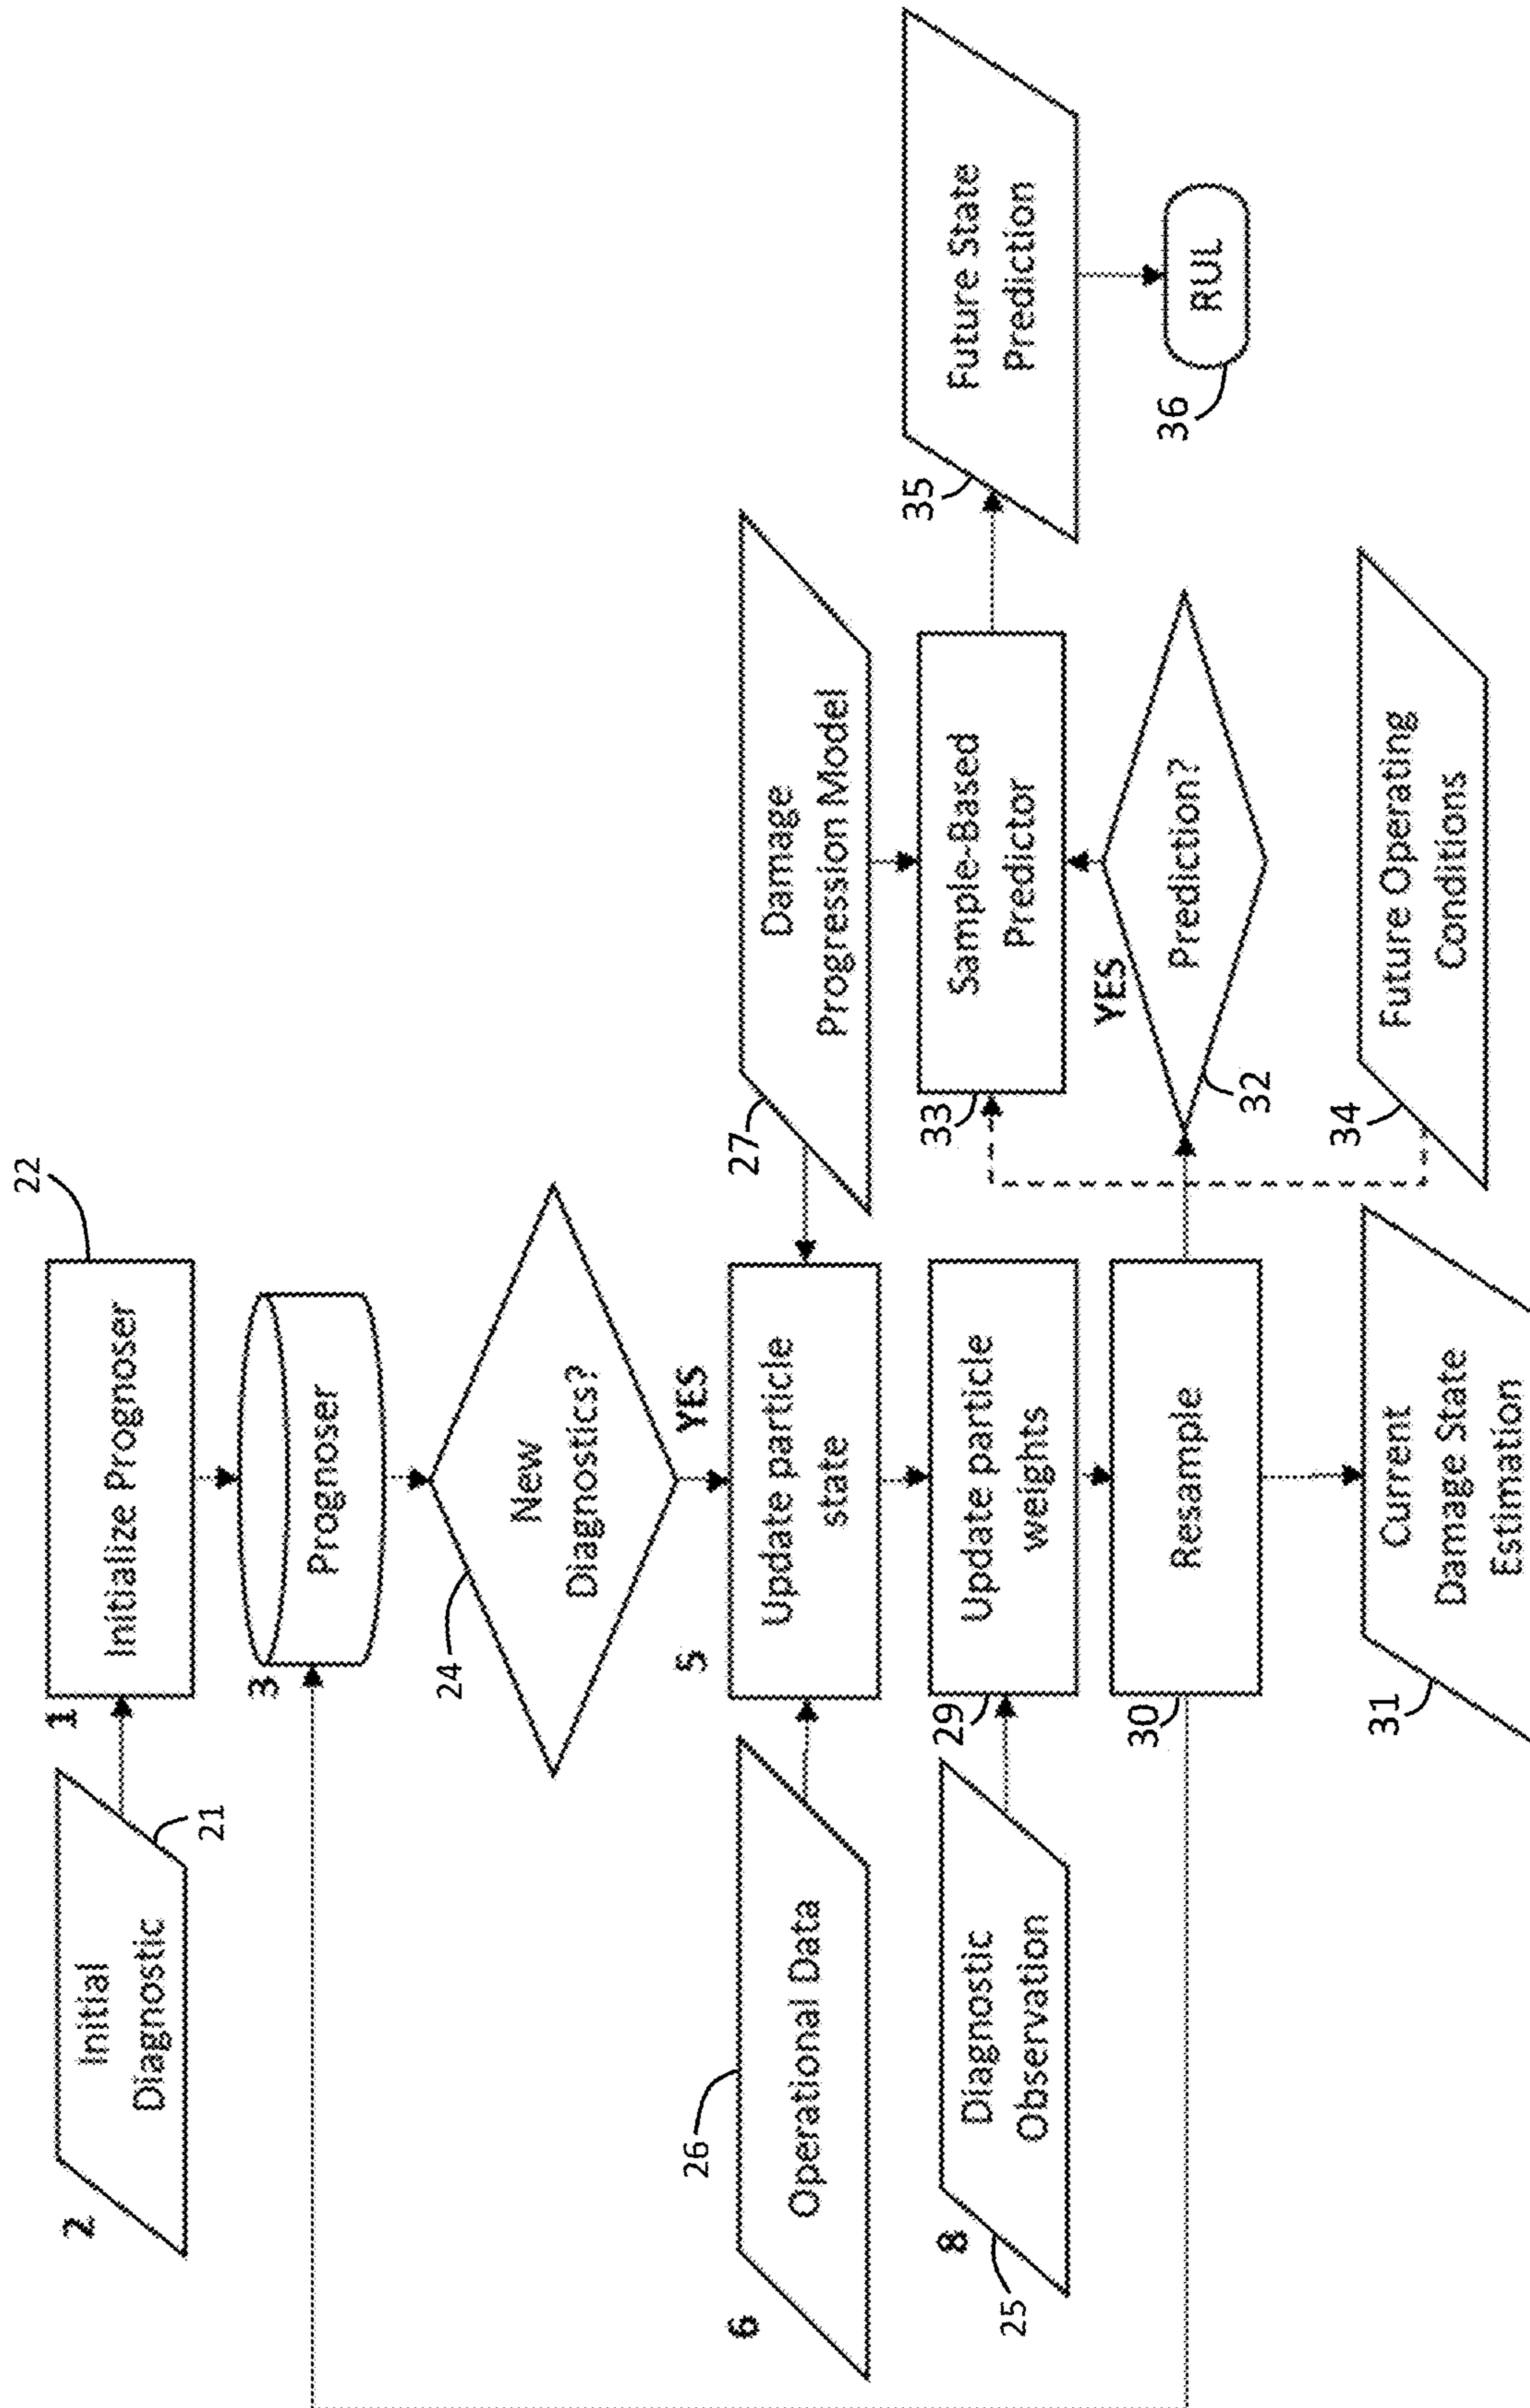 22
1
Initialize Prognoser
2
Initial
Diagnostic
21
3
Prognoser
24
New
Diagnostics?
YES
5
Update particle
state
6
26
Operational Data
27
Damage
Progression Model
8
25
Diagnostic
Observation
29
Update particle
weights
33
Sample-Based
Predictor
35
Future State
Prediction
30
Resample
YES
Prediction?
32
36
RUL
31
Current
Damage State
Estimation
34
Future Operating
Conditions